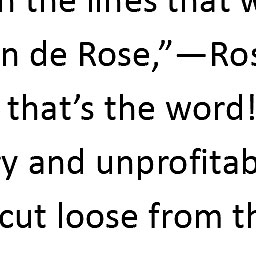 n the lines that w
n de Rose,”—Ros
that’s the word!
y and unprofitab
cut loose from th